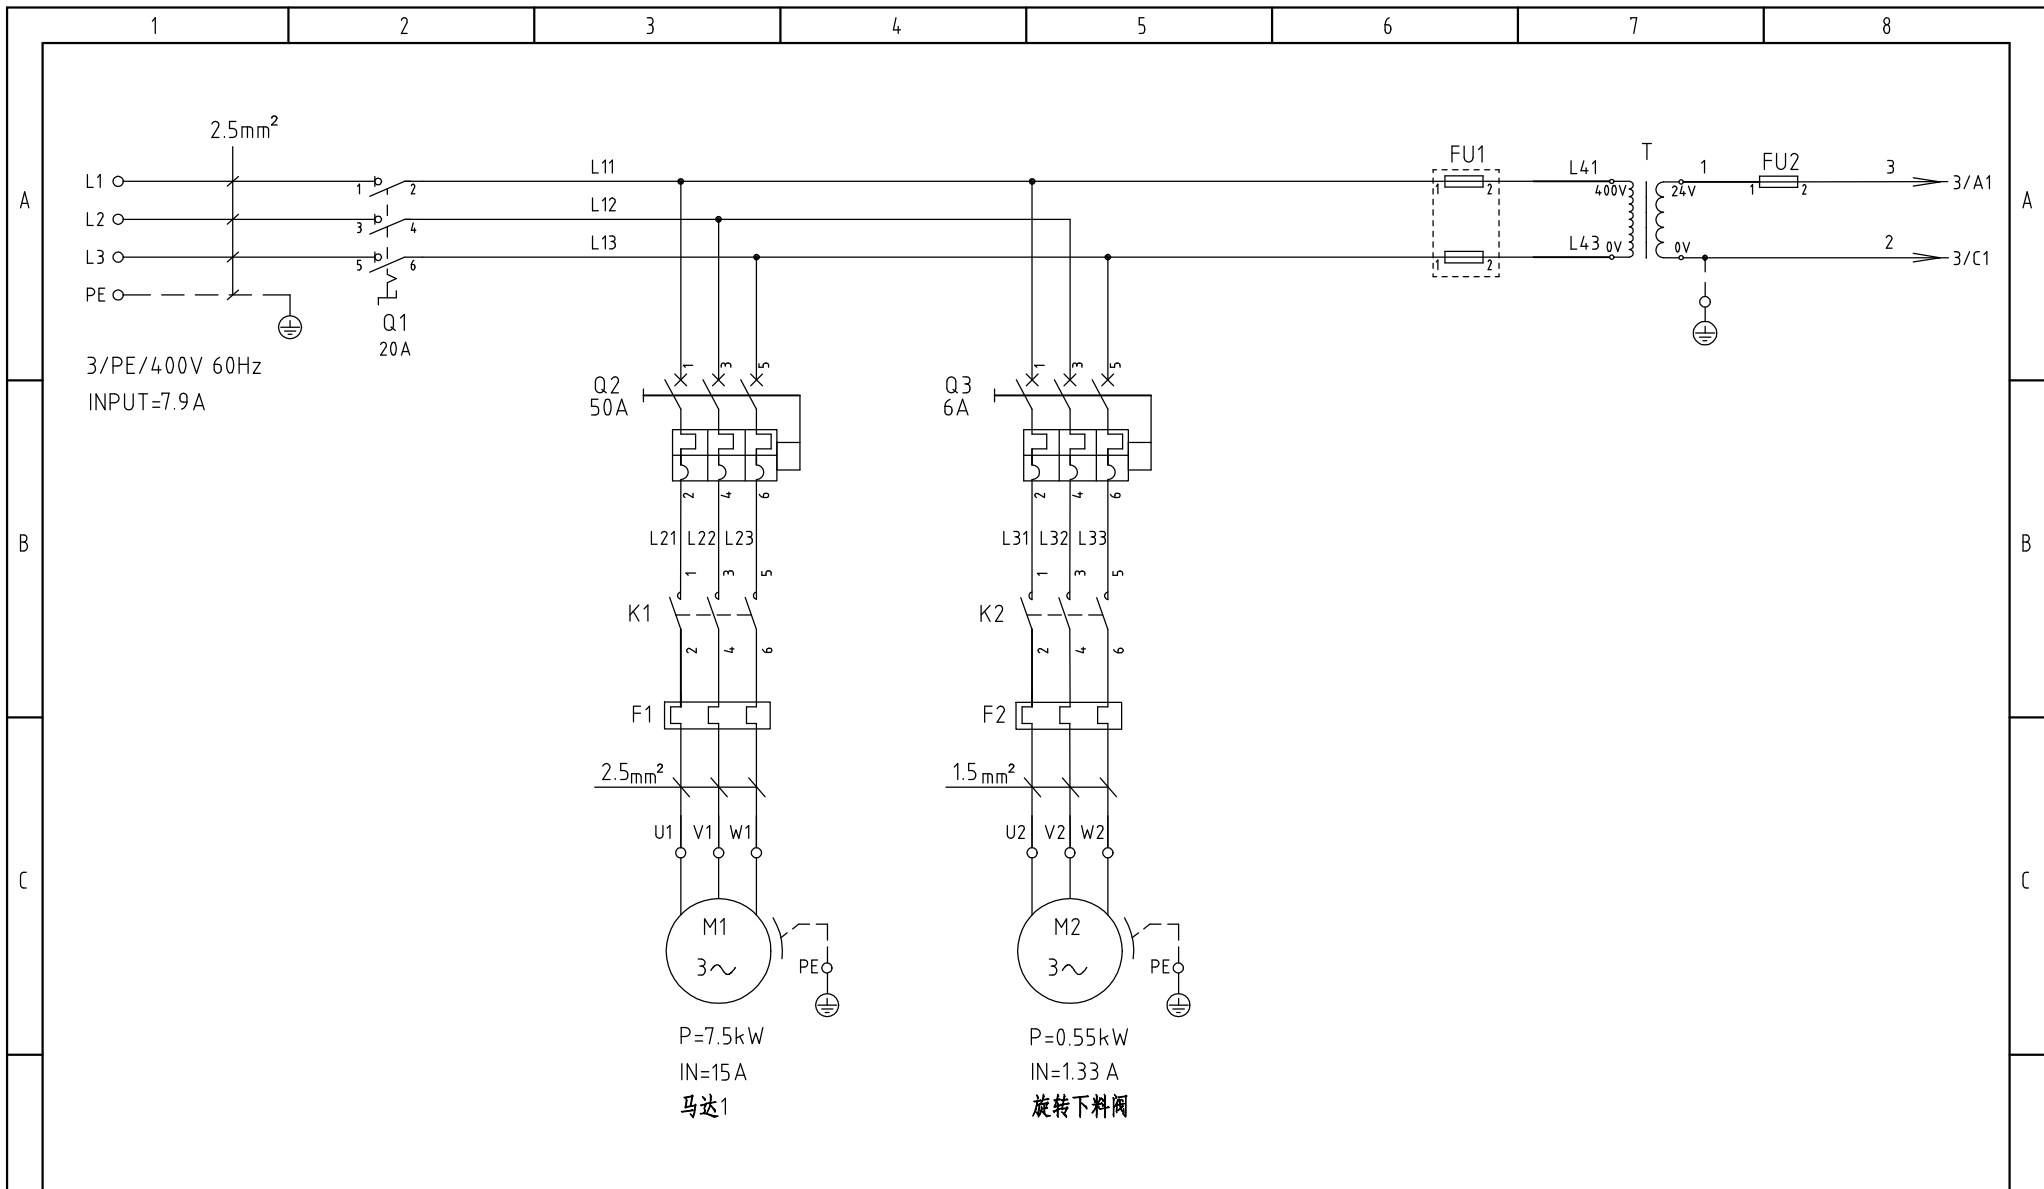 1 2 3 4 5 6 7 8
A A
2.5mm²
L1 1 2 L11
L2 3 4 L12
L3 5 6 L13
PE
Q1
20A
3/PE/400V 60Hz
INPUT=7.9A
FU1
1 2
1 2
L41 400V
L43 0V
T
24V 1
0V
FU2
1 2
3 3/A1
2 3/C1
Q2
50A
1 3 5
2 4 6
Q3
6A
1 3 5
2 4 6
B B
L21 L22 L23
L31 L32 L33
1 3 5
K1
2 4 6
1 3 5
K2
2 4 6
F1
F2
2.5mm²
1.5mm²
U1 V1 W1
U2 V2 W2
C C
M1
3~
PE
M2
3~
PE
P=7.5kW
IN=15A
马达1
P=0.55kW
IN=1.33 A
旋转下料阀